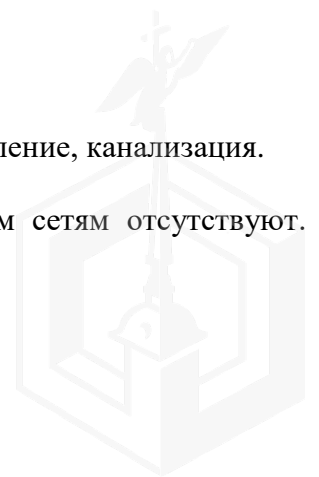 ление, канализация.
м сетям отсутствуют.